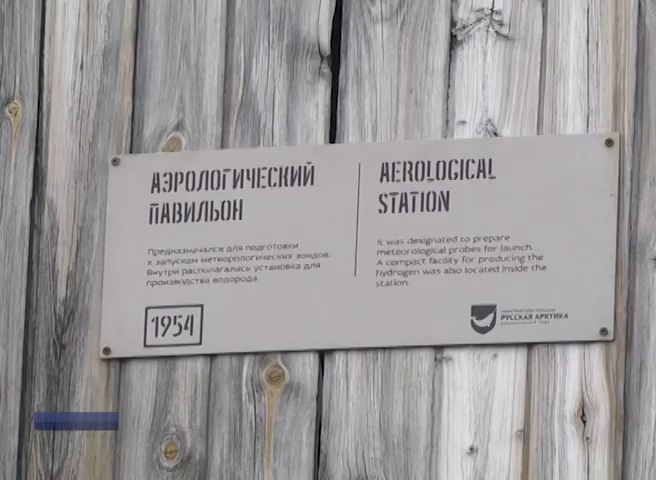 АЭРОЛОГИЧЕСКИЙ
ПАВИЛЬОН
Предназначался для подготовки
к запускам метеорологических зондов.
Внутри располагалась установка для
производства водорода.
1954
AEROLOGICAL
STATION
It was designated to prepare
meteorological probes for launch.
A compact facility for producing the
hydrogen was also located inside the
station.
РУССКАЯ АРКТИКА